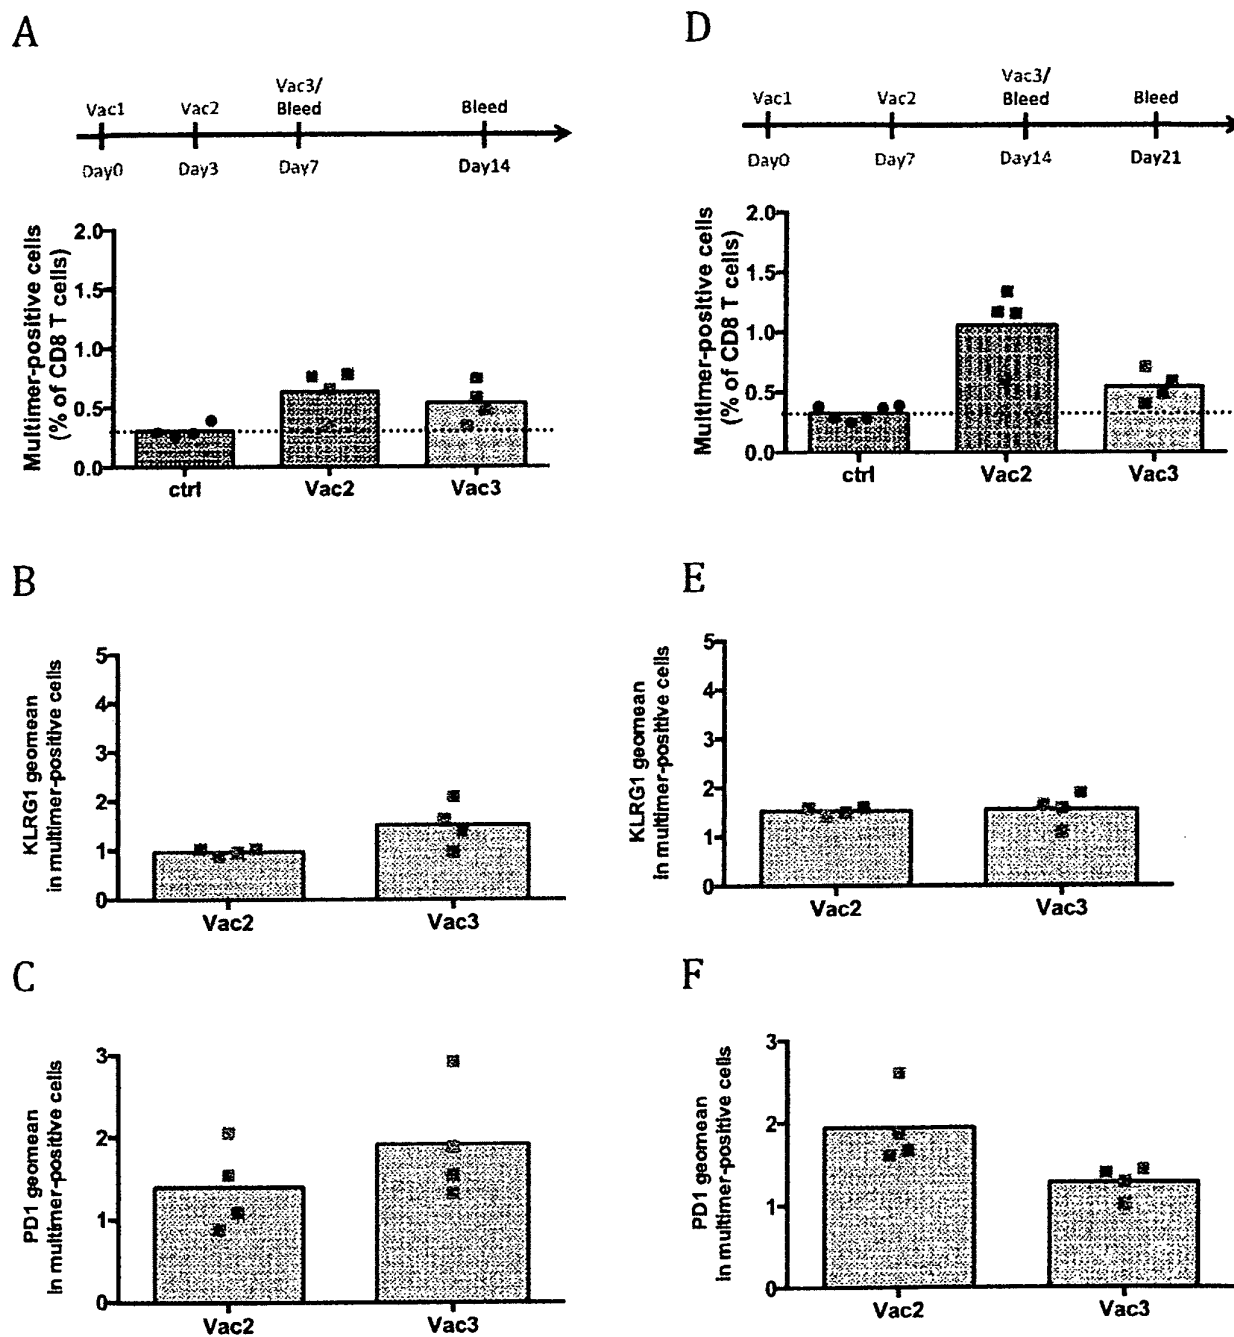 A
Vac1
Vac2
Vac3/
Bleed
Bleed
Day0
Day3
Day7
Day14
Multimer-positive cells
(% of CD8 T cells)
2.0
1.5
1.0
0.5
0.0
ctrl
Vac2
Vac3
D
Vac1
Vac2
Vac3/
Bleed
Bleed
Day0
Day7
Day14
Day21
Multimer-positive cells
(% of CD8 T cells)
2.0
1.5
1.0
0.5
0.0
ctrl
Vac2
Vac3
B
KLRG1 geomean
in multimer-positive cells
5
4
3
2
1
0
Vac2
Vac3
E
KLRG1 geomean
in multimer-positive cells
5
4
3
2
1
0
Vac2
Vac3
C
PD1 geomean
in multimer-positive cells
3
2
1
0
Vac2
Vac3
F
PD1 geomean
in multimer-positive cells
3
2
1
0
Vac2
Vac3